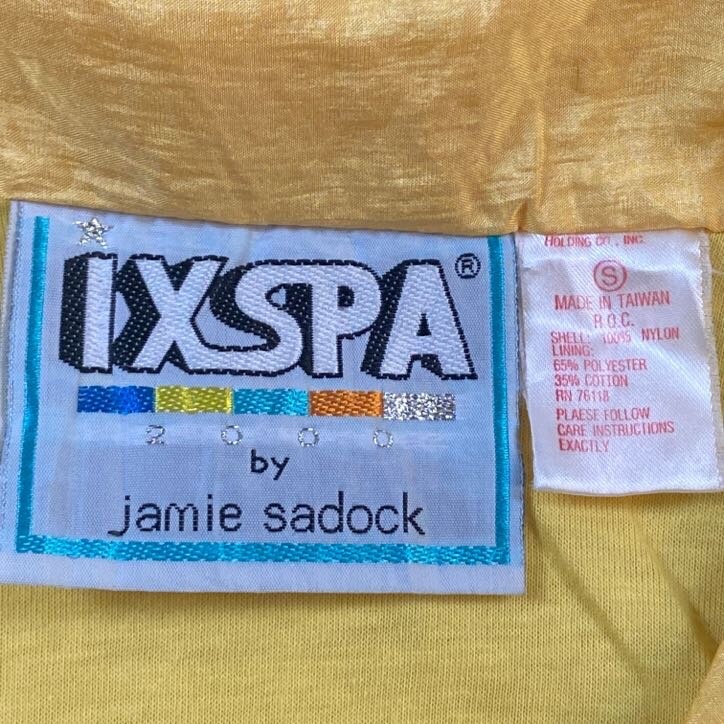 IXSPA®
2000
by
jamie sadock
HOLDING CO., INC.
S
MADE IN TAIWAN
R.O.C.
SHELL: 100% NYLON
LINING:
65% POLYESTER
35% COTTON
RN 76118
PLAESE FOLLOW
CARE INSTRUCTIONS
EXACTLY